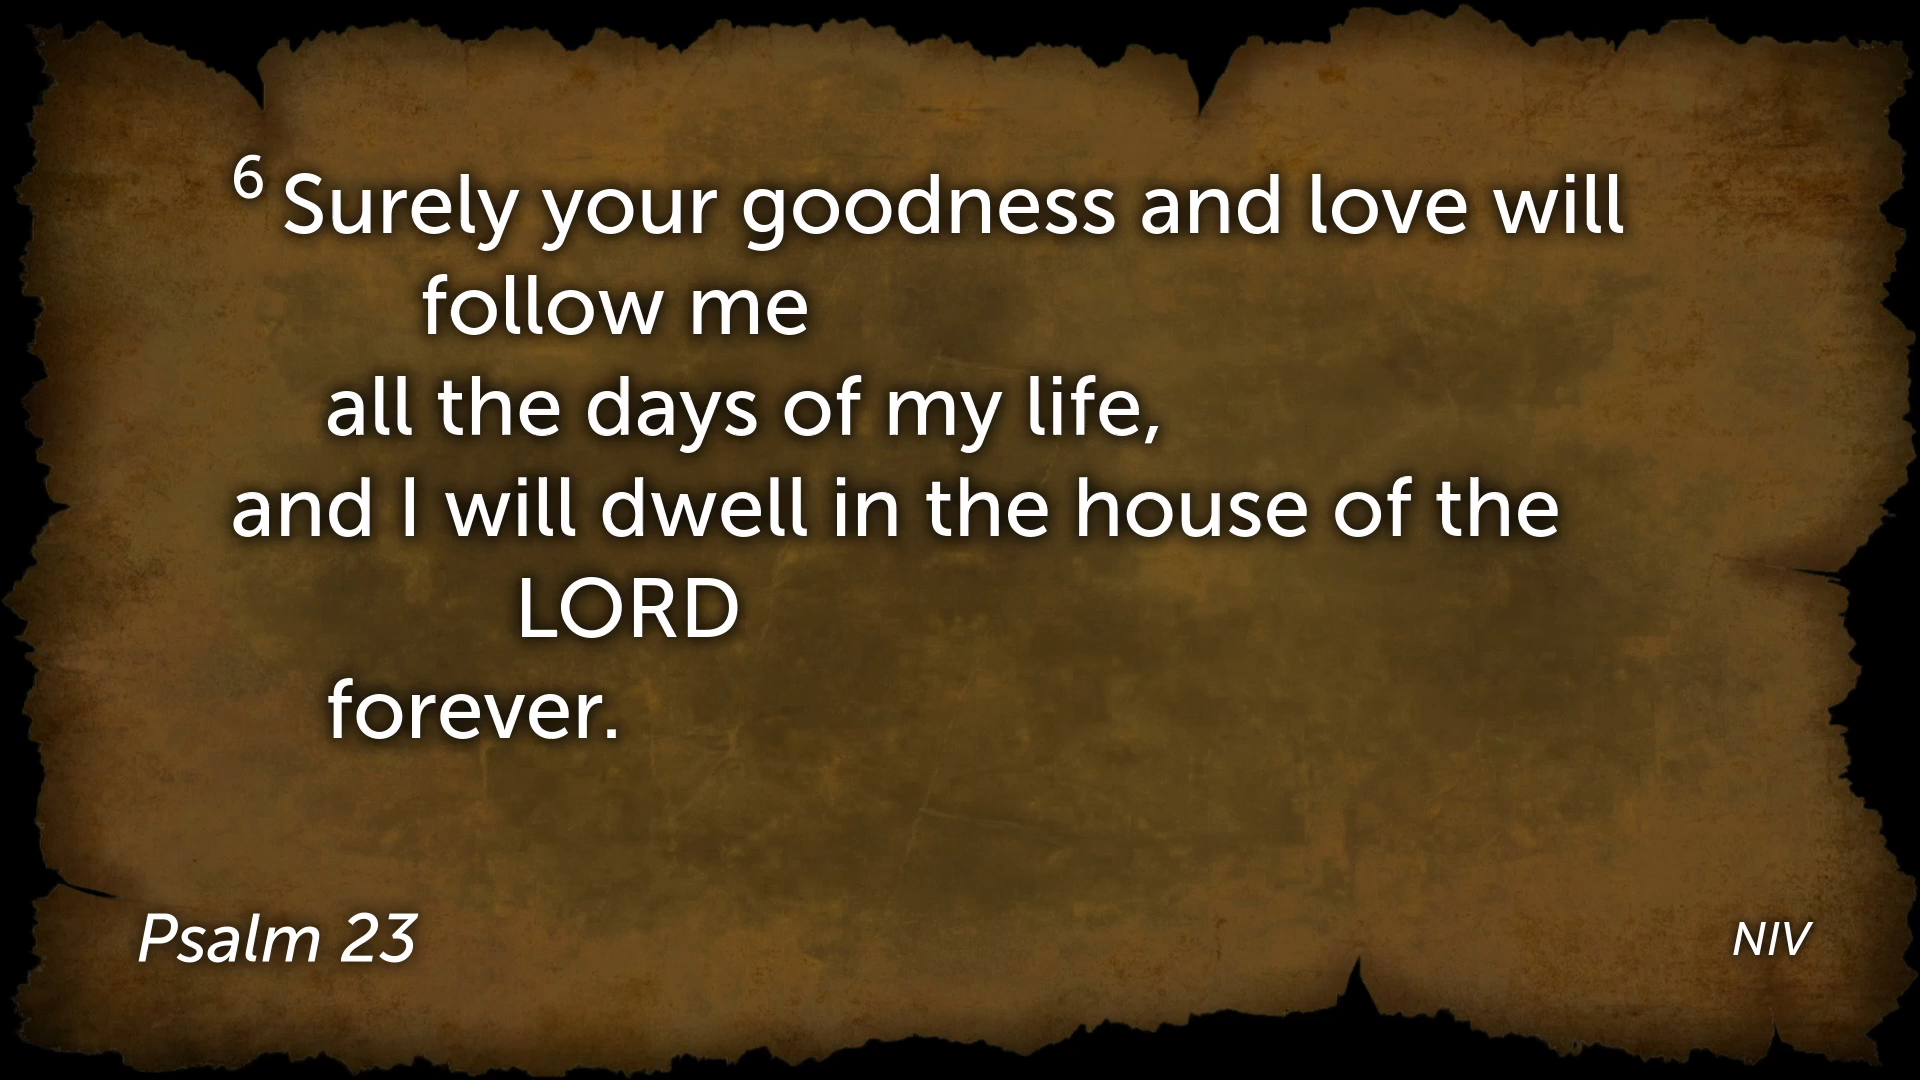 6 Surely your goodness and love will
follow me
all the days of my life,
and I will dwell in the house of the
LORD
forever.
Psalm 23
NIV